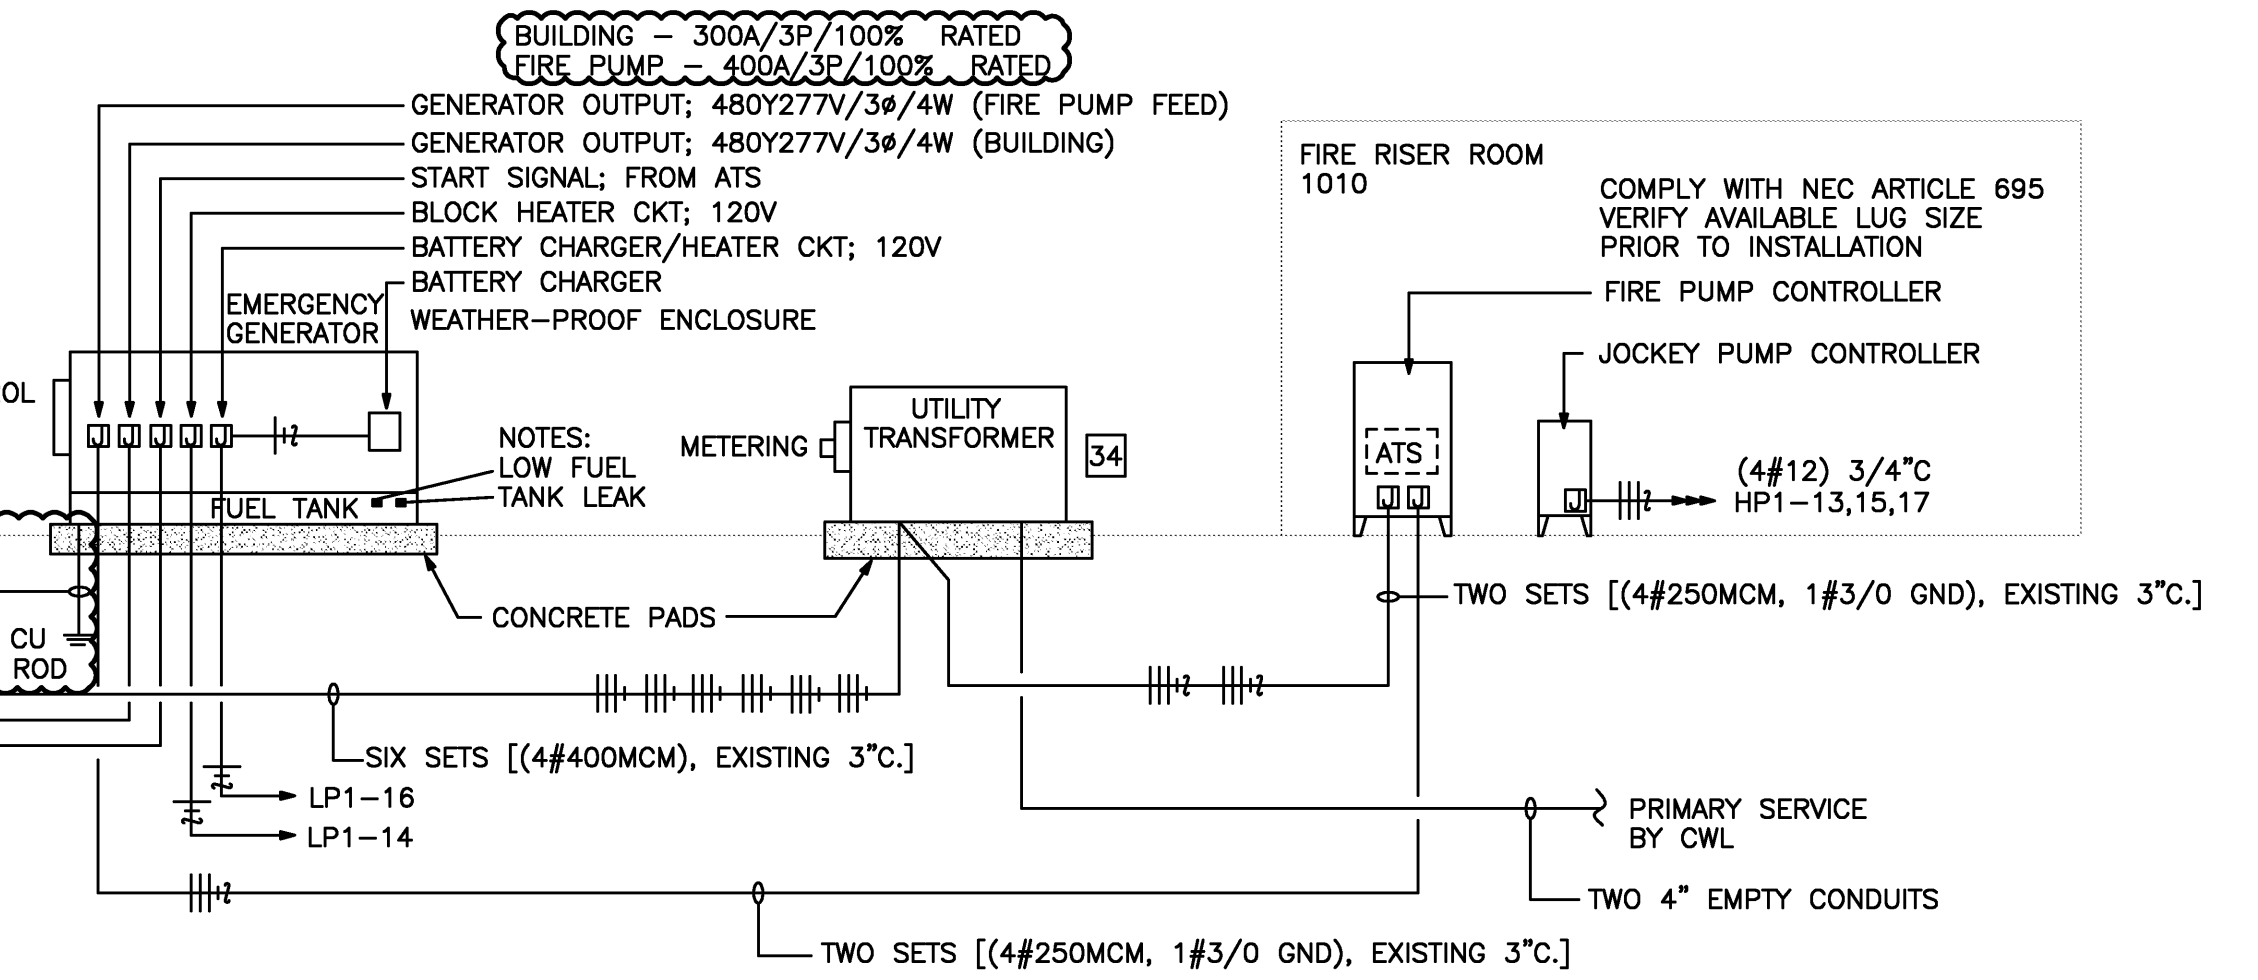 BUILDING – 300A/3P/100% RATED
FIRE PUMP – 400A/3P/100% RATED
GENERATOR OUTPUT; 480Y277V/3ø/4W (FIRE PUMP FEED)
GENERATOR OUTPUT; 480Y277V/3ø/4W (BUILDING)
START SIGNAL; FROM ATS
BLOCK HEATER CKT; 120V
BATTERY CHARGER/HEATER CKT; 120V
BATTERY CHARGER
WEATHER–PROOF ENCLOSURE
EMERGENCY
GENERATOR
OL
J J J J J
NOTES:
LOW FUEL
TANK LEAK
FUEL TANK
METERING
UTILITY
TRANSFORMER
34
FIRE RISER ROOM
1010
COMPLY WITH NEC ARTICLE 695
VERIFY AVAILABLE LUG SIZE
PRIOR TO INSTALLATION
FIRE PUMP CONTROLLER
JOCKEY PUMP CONTROLLER
ATS
J J
J
(4#12) 3/4"C
HP1–13,15,17
CU
ROD
CONCRETE PADS
TWO SETS [(4#250MCM, 1#3/0 GND), EXISTING 3"C.]
SIX SETS [(4#400MCM), EXISTING 3"C.]
LP1–16
LP1–14
PRIMARY SERVICE
BY CWL
TWO 4" EMPTY CONDUITS
TWO SETS [(4#250MCM, 1#3/0 GND), EXISTING 3"C.]